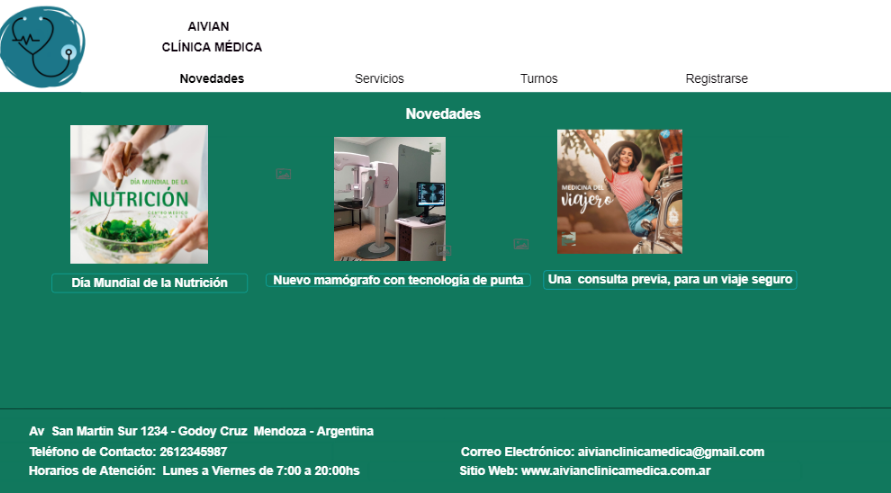 AIVIAN
CLÍNICA MÉDICA
Novedades
Servicios
Turnos
Registrarse
Novedades
DÍA MUNDIAL DE LA
NUTRICIÓN
CENTRO MÉDICO
MEDICINA DEL
viajero
Día Mundial de la Nutrición
Nuevo mamógrafo con tecnología de punta
Una consulta previa, para un viaje seguro
Av San Martin Sur 1234 - Godoy Cruz Mendoza - Argentina
Teléfono de Contacto: 2612345987
Correo Electrónico: aivianclinicamedica@gmail.com
Horarios de Atención: Lunes a Viernes de 7:00 a 20:00hs
Sitio Web: www.aivianclinicamedica.com.ar